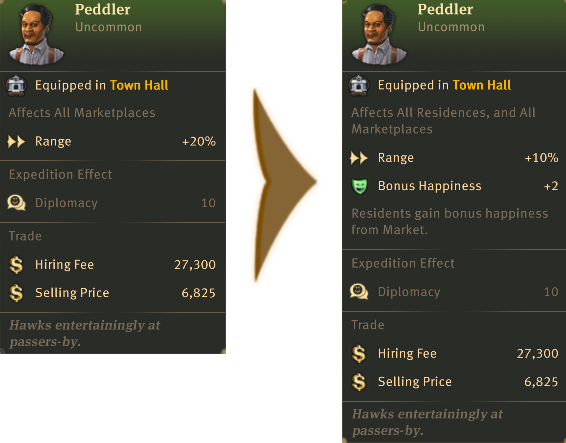 Peddler
Uncommon
Equipped in Town Hall
Affects All Marketplaces
Range +20%
Expedition Effect
Diplomacy 10
Trade
Hiring Fee 27,300
Selling Price 6,825
Hawks entertainingly at
passers-by.
Peddler
Uncommon
Equipped in Town Hall
Affects All Residences, and All
Marketplaces
Range +10%
Bonus Happiness +2
Residents gain bonus happiness
from Market.
Expedition Effect
Diplomacy 10
Trade
Hiring Fee 27,300
Selling Price 6,825
Hawks entertainingly at
passers-by.